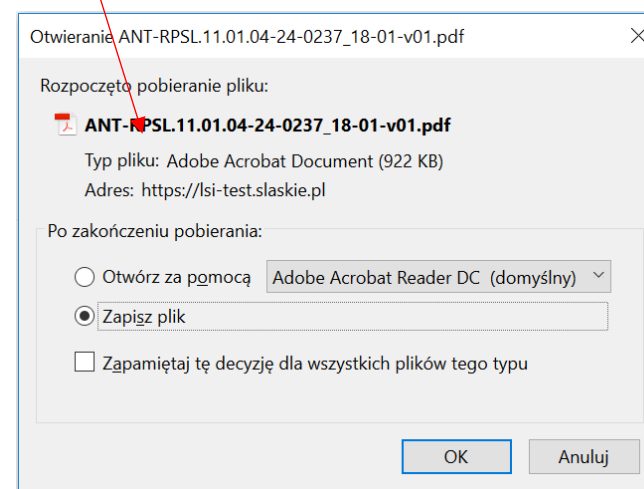 Otwieranie ANT-RPSL.11.01.04-24-0237_18-01-v01.pdf
Rozpoczęto pobieranie pliku:
ANT-RPSL.11.01.04-24-0237_18-01-v01.pdf
Typ pliku: Adobe Acrobat Document (922 KB)
Adres: https://lsi-test.slaskie.pl
Po zakończeniu pobierania:
Otwórz za pomocą Adobe Acrobat Reader DC (domyślny)
Zapisz plik
Zapamiętaj tę decyzję dla wszystkich plików tego typu
OK Anuluj